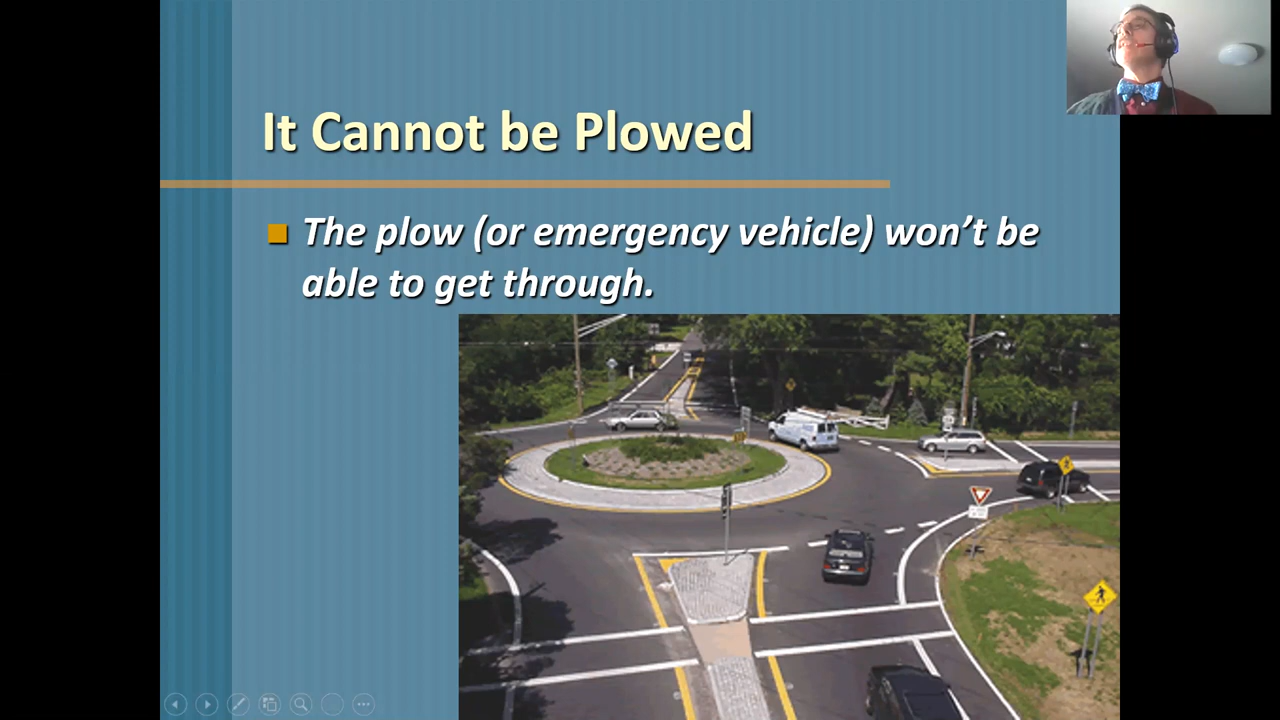 It Cannot be Plowed
The plow (or emergency vehicle) won’t be
able to get through.